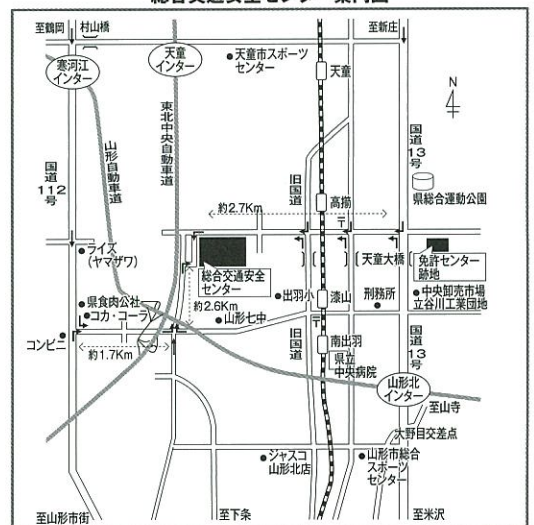 総合交通安全センター案内図
至鶴岡
村山橋
至新庄
寒河江
インター
天童
インター
天童市スポーツ
センター
天童
N
国道112号
山形自動車道
東北中央自動車道
旧国道
国道13号
県総合運動公園
高擶
約2.7Km
〒
ライズ
(ヤマザワ)
総合交通安全
センター
天童大橋
免許センター
跡地
県食肉公社
コカ・コーラ
約2.6Km
出羽小
漆山
刑務所
中央卸売市場
立谷川工業団地
山形七中
〒
コンビニ
約1.7Km
旧国道
南出羽
県立
中央病院
国道13号
山形北
インター
至山寺
大野目交差点
ジャスコ
山形北店
山形市総合
スポーツ
センター
至山形市街
至下条
至米沢